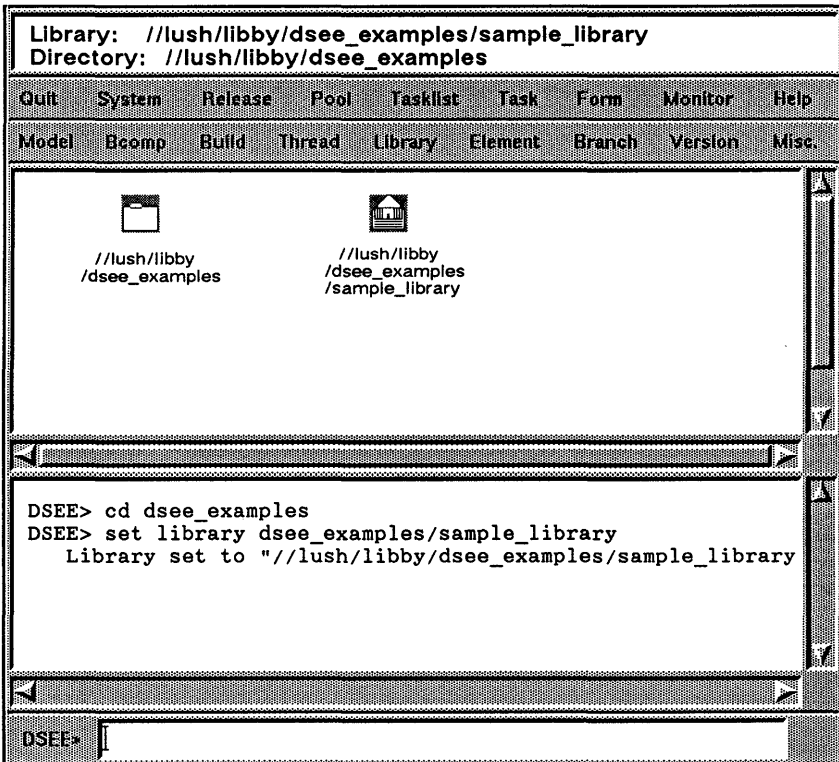 Library: //lush/libby/dsee_examples/sample_library
Directory: //lush/libby/dsee_examples
Quit System Release Pool Tasklist Task Form Monitor Help
Model Bcomp Build Thread Library Element Branch Version Misc.
//lush/libby
/dsee_examples
//lush/libby
/dsee_examples
/sample_library
DSEE> cd dsee_examples
DSEE> set library dsee_examples/sample_library
Library set to "//lush/libby/dsee_examples/sample_library
DSEE>